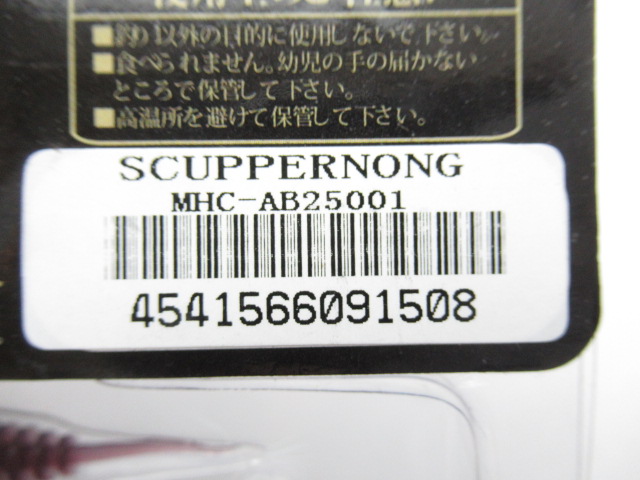 ■釣り以外の目的に使用しないで下さい。
■食べられません。幼児の手の届かない
ところで保管して下さい。
■高温所を避けて保管して下さい。
SCUPPERNONG
MHC-AB25001
4541566091508